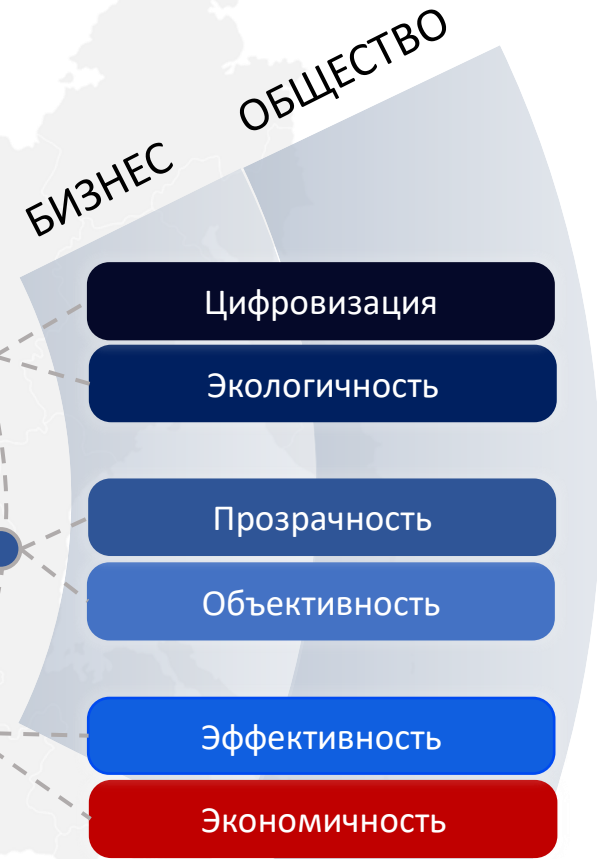 БИЗНЕС
ОБЩЕСТВО
Цифровизация
Экологичность
Прозрачность
Объективность
Эффективность
Экономичность